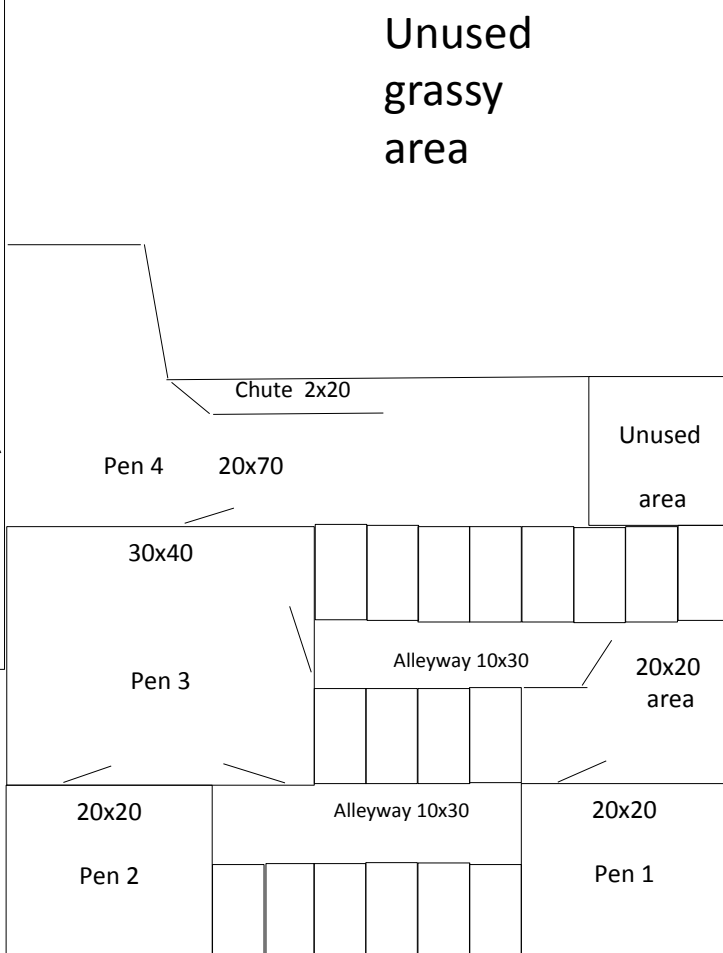 Unused
grassy
area
Chute 2x20
Unused
area
Pen 4 20x70
30x40
Alleyway 10x30
20x20
area
Pen 3
20x20
Alleyway 10x30
20x20
Pen 2
Pen 1